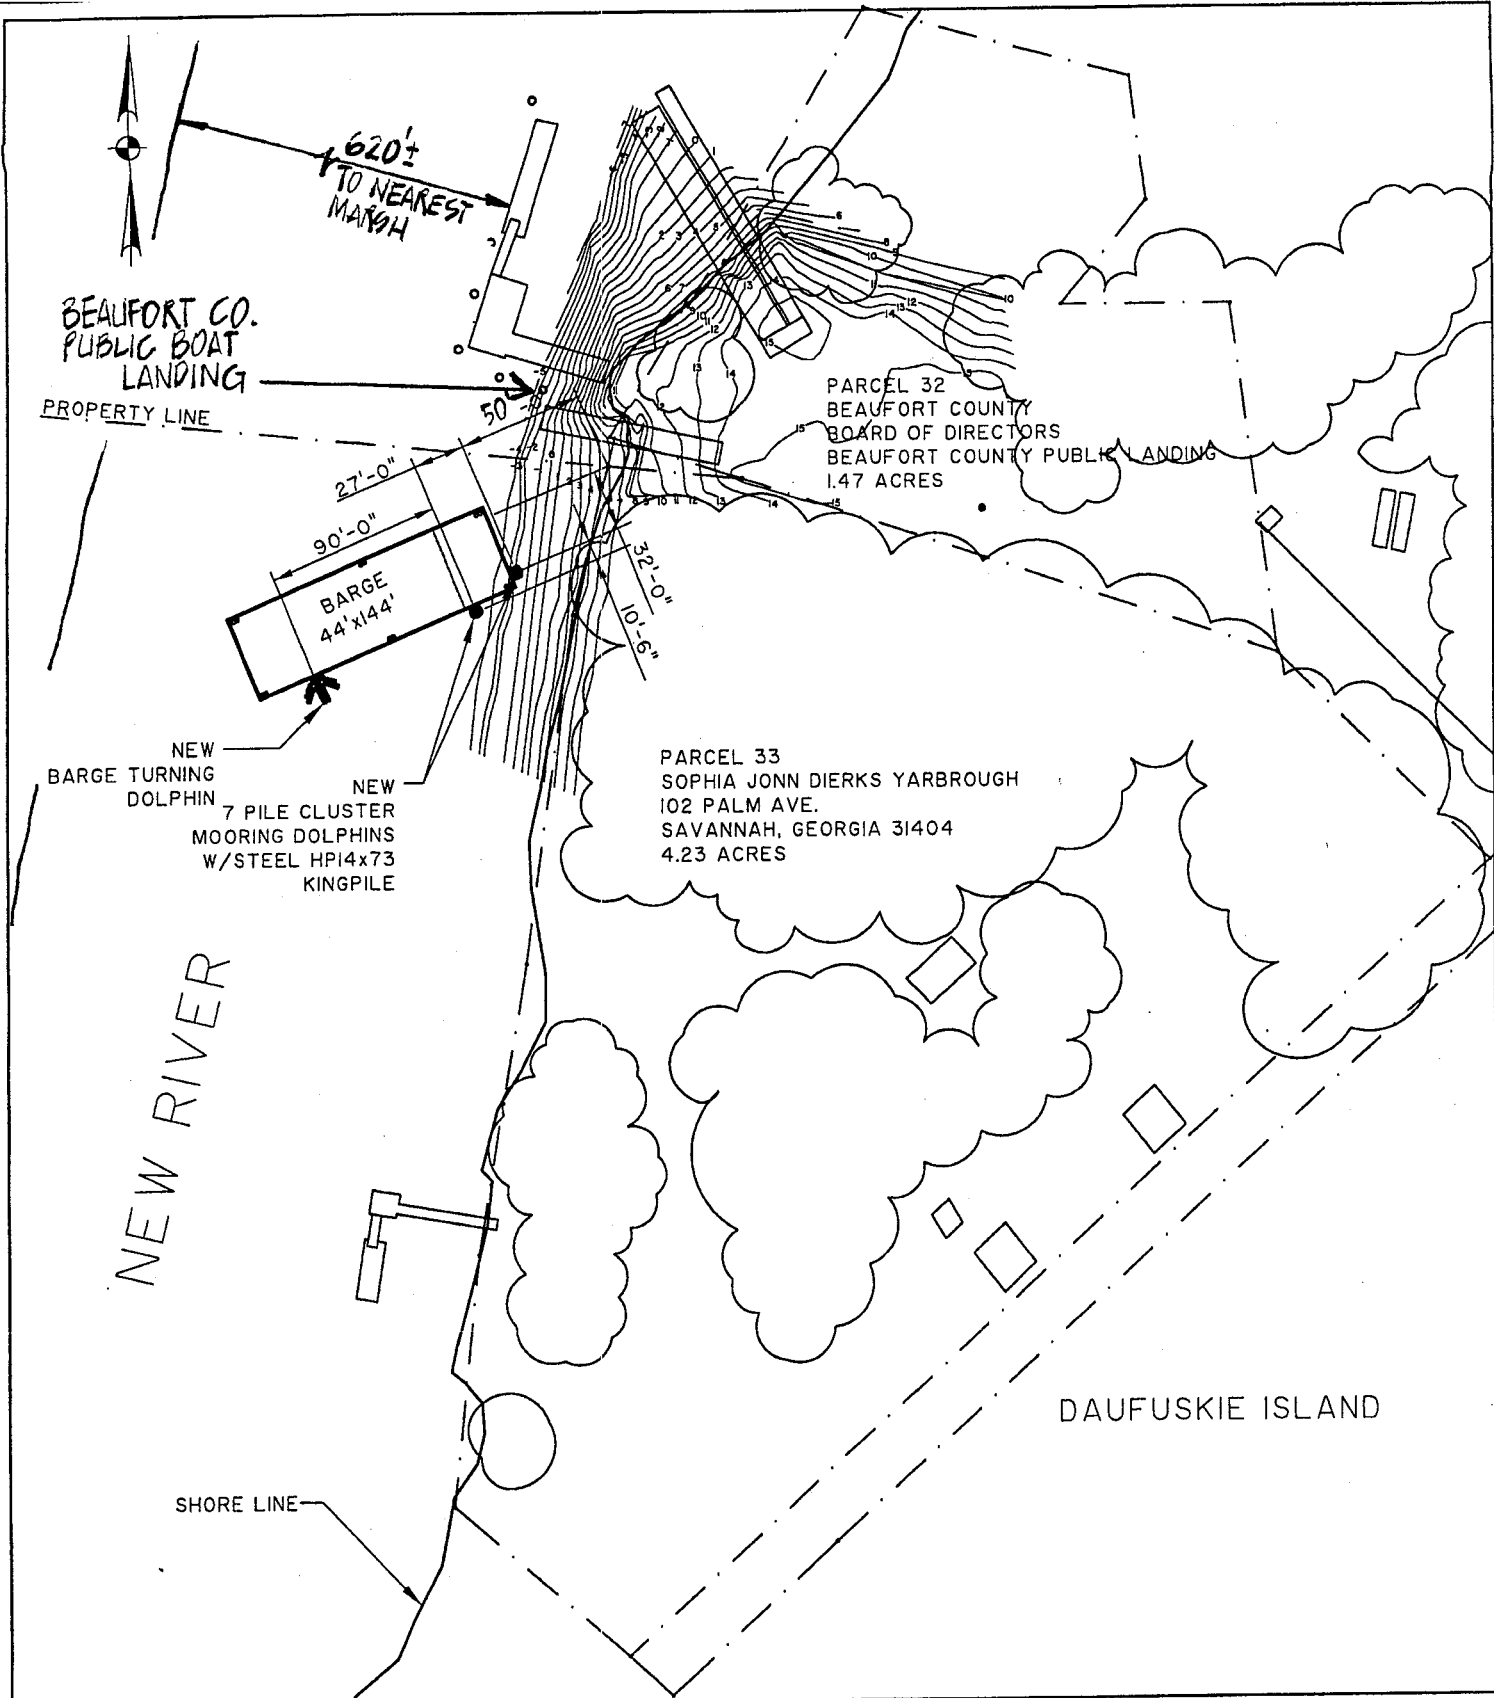 620'±
TO NEAREST
MARSH
BEAUFORT CO.
PUBLIC BOAT
LANDING
PROPERTY LINE
50'-0"
27'-0"
90'-0"
BARGE
44'x144'
32'-0"
10'-6"
PARCEL 32
BEAUFORT COUNTY
BOARD OF DIRECTORS
BEAUFORT COUNTY PUBLIC LANDING
1.47 ACRES
NEW
BARGE TURNING
DOLPHIN
NEW
7 PILE CLUSTER
MOORING DOLPHINS
W/STEEL HP14x73
KINGPILE
PARCEL 33
SOPHIA JONN DIERKS YARBROUGH
102 PALM AVE.
SAVANNAH, GEORGIA 31404
4.23 ACRES
NEW RIVER
DAUFUSKIE ISLAND
SHORE LINE